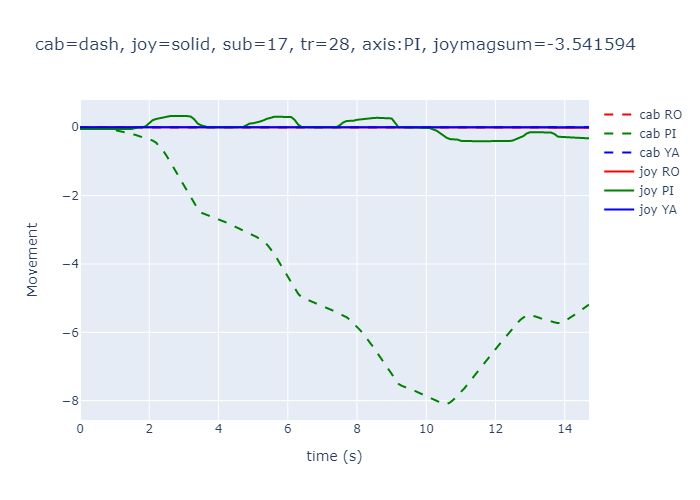 cab=dash, joy=solid, sub=17, tr=28, axis:PI, joymagsum=-3.541594
cab RO
cab PI
cab YA
joy RO
joy PI
joy YA
Movement
0
−2
−4
−6
−8
0 2 4 6 8 10 12 14
time (s)